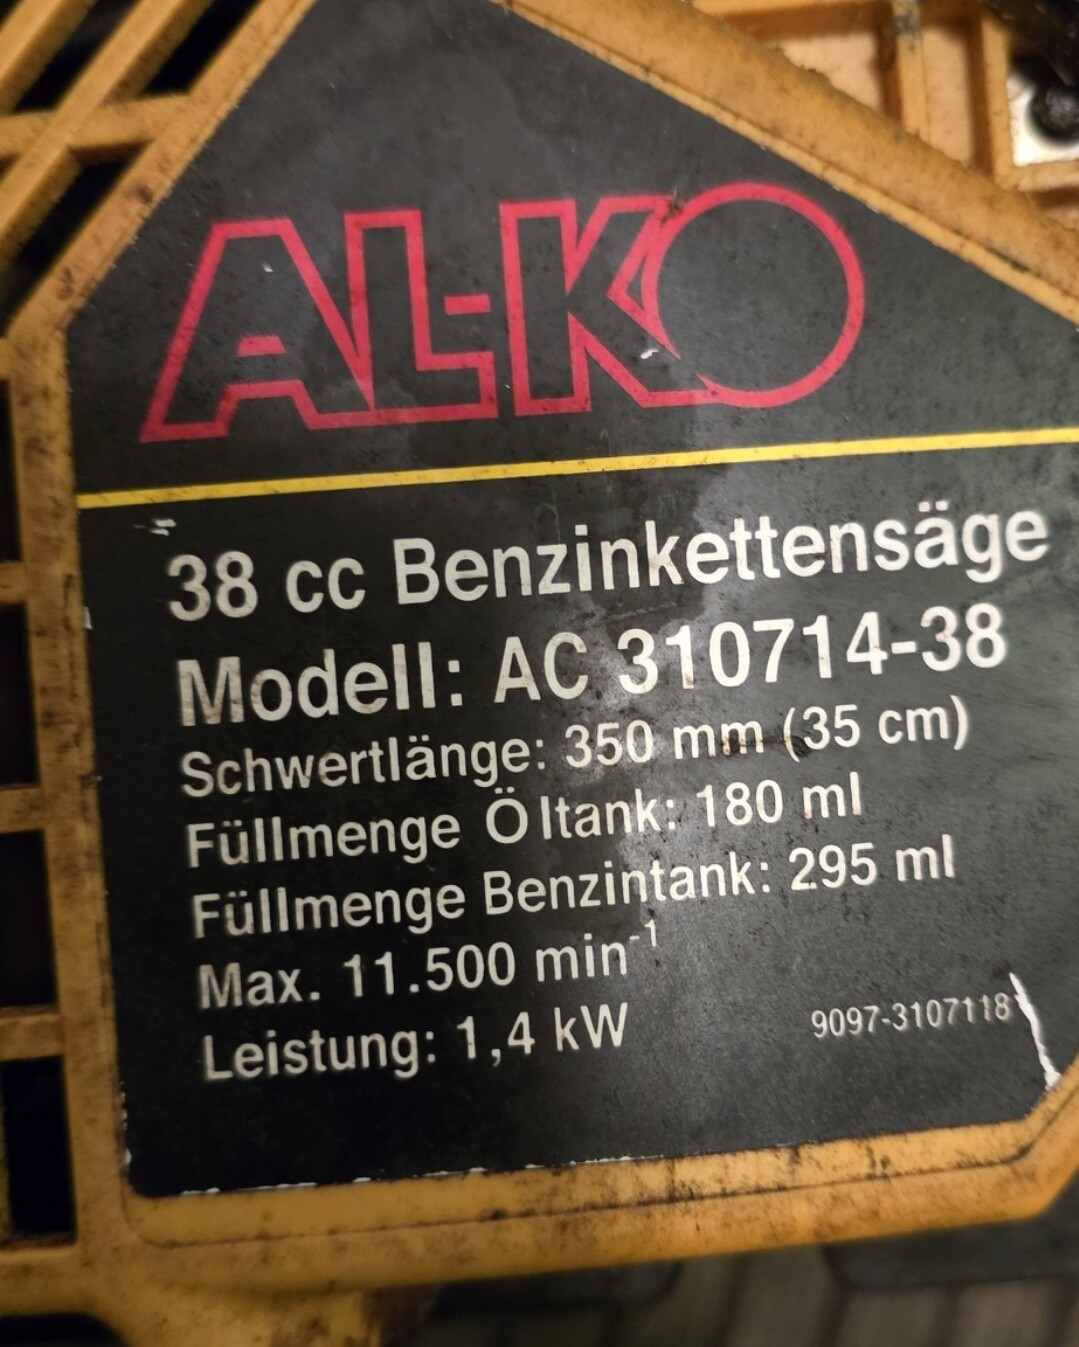 AL-KO
38 cc Benzinkettensäge
Modell: AC 310714-38
Schwertlänge: 350 mm (35 cm)
Füllmenge Öltank: 180 ml
Füllmenge Benzintank: 295 ml
Max. 11.500 min⁻¹
Leistung: 1,4 kW
9097-3107118